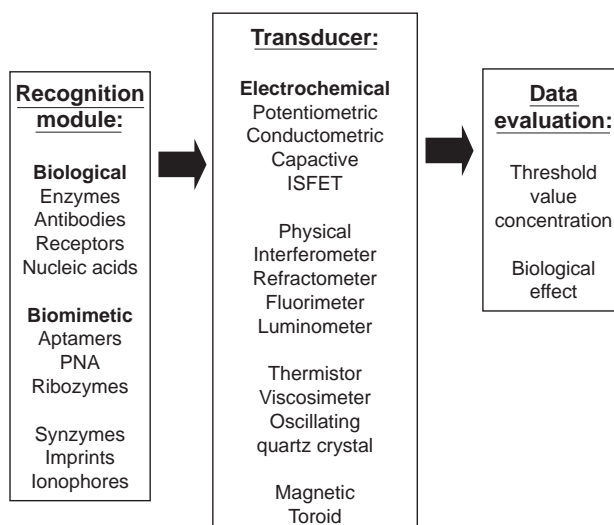 Recognition
module:
Biological
Enzymes
Antibodies
Receptors
Nucleic acids
Biomimetic
Aptamers
PNA
Ribozymes
Synzymes
Imprints
Ionophores
Transducer:
Electrochemical
Potentiometric
Conductometric
Capactive
ISFET
Physical
Interferometer
Refractometer
Fluorimeter
Luminometer
Thermistor
Viscosimeter
Oscillating
quartz crystal
Magnetic
Toroid
Data
evaluation:
Threshold
value
concentration
Biological
effect